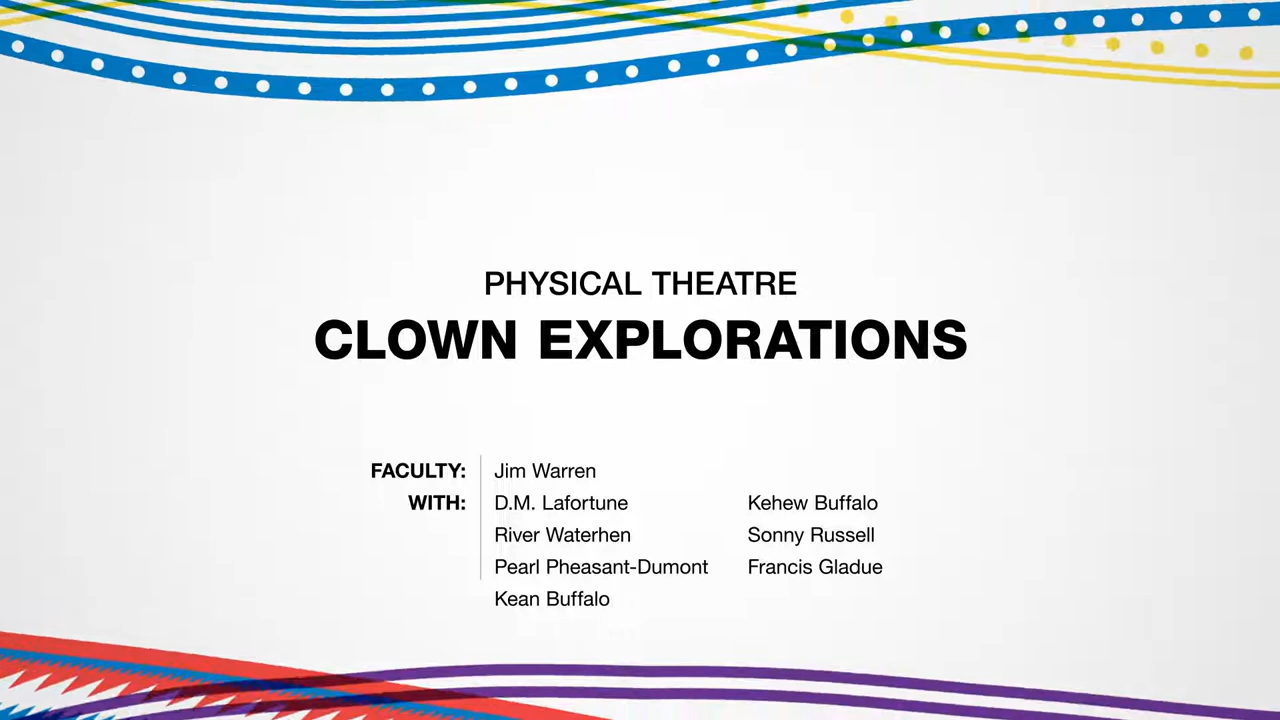 PHYSICAL THEATRE
CLOWN EXPLORATIONS
FACULTY: Jim Warren
WITH: D.M. Lafortune Kehew Buffalo
River Waterhen Sonny Russell
Pearl Pheasant-Dumont Francis Gladue
Kean Buffalo